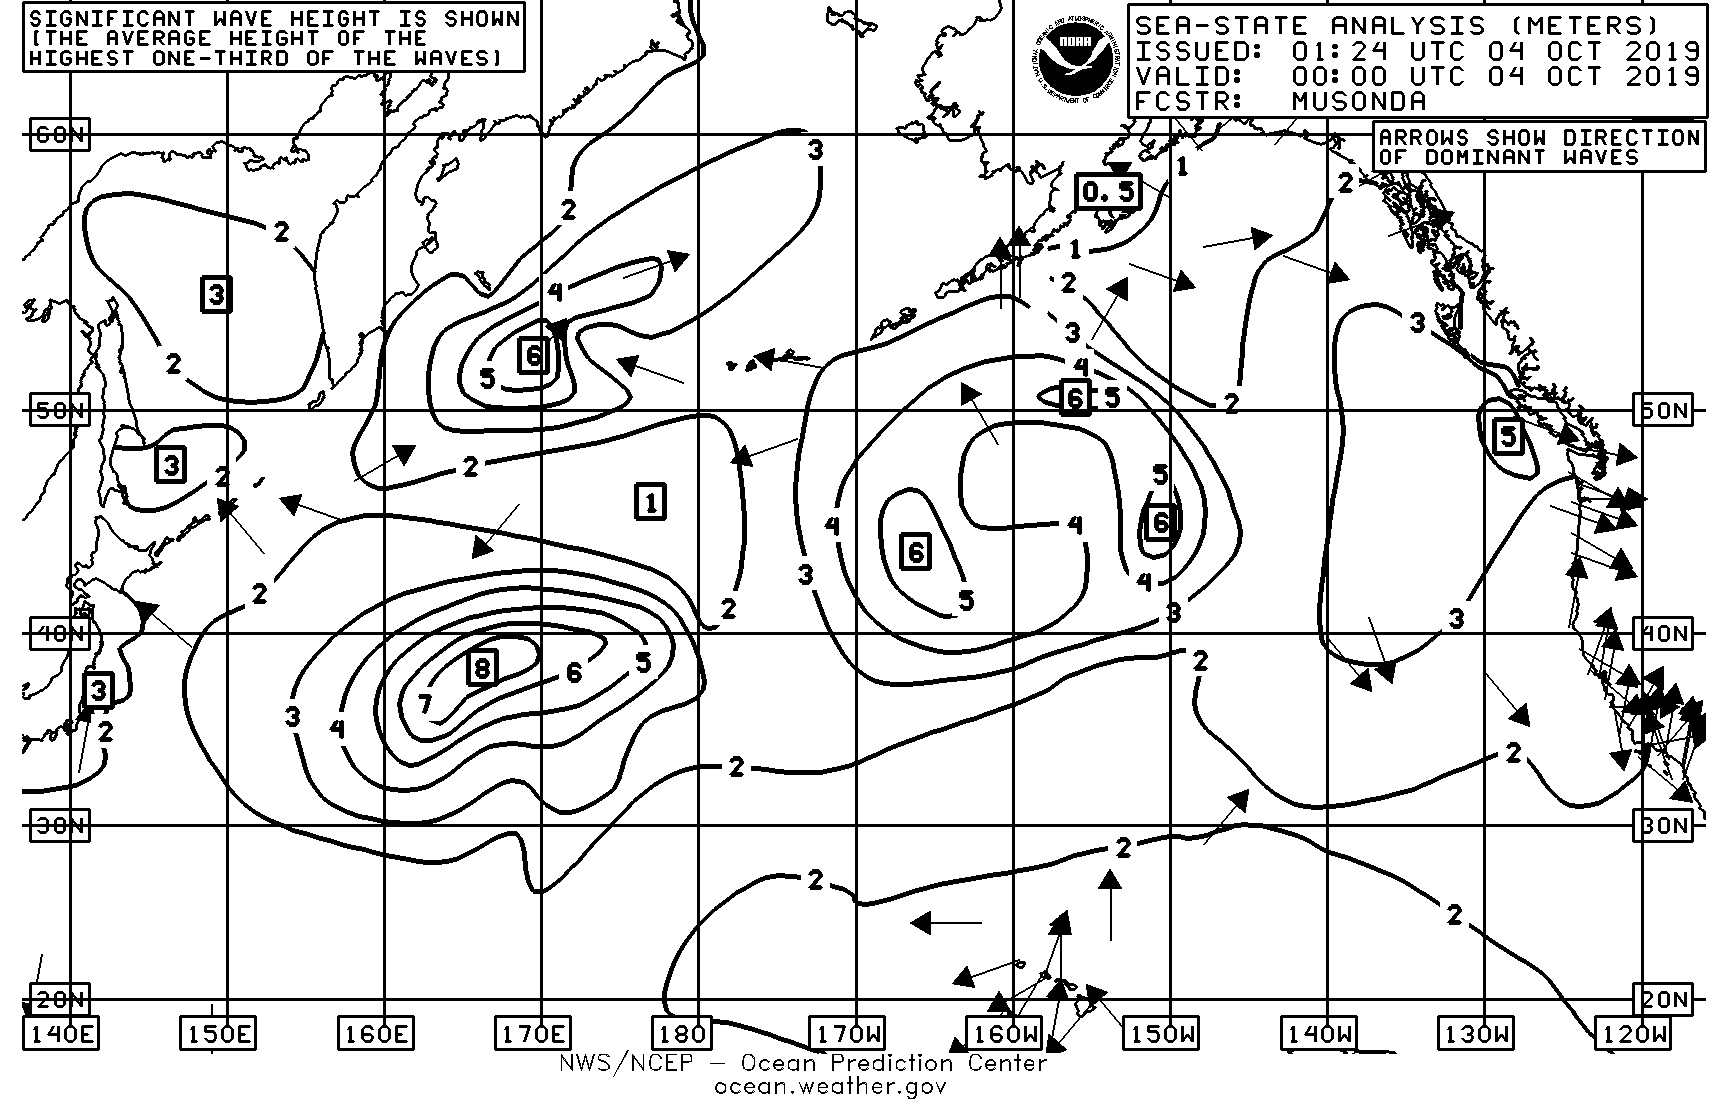 SIGNIFICANT WAVE HEIGHT IS SHOWN
(THE AVERAGE HEIGHT OF THE
HIGHEST ONE-THIRD OF THE WAVES)
NOAA
SEA-STATE ANALYSIS (METERS)
ISSUED: 01:24 UTC 04 OCT 2019
VALID: 00:00 UTC 04 OCT 2019
FCSTR: MUSONDA
ARROWS SHOW DIRECTION
OF DOMINANT WAVES
60N
3
1
2
0.5
2
2
1
3
4
2
3
3
2
6
5
4
6
5
2
50N
2
50N
5
3
2
2
5
1
6
4
4
6
3
4
2
5
2
3
3
40N
40N
8
6
5
2
3
7
3
4
2
2
2
30N
30N
2
2
2
20N
20N
140E 150E 160E 170E 180 170W 160W 150W 140W 130W 120W
NWS/NCEP – Ocean Prediction Center
ocean.weather.gov